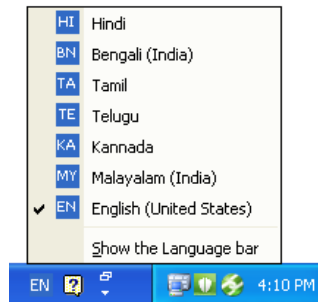 HI Hindi
BN Bengali (India)
TA Tamil
TE Telugu
KA Kannada
MY Malayalam (India)
EN English (United States)
Show the Language bar
EN 4:10 PM